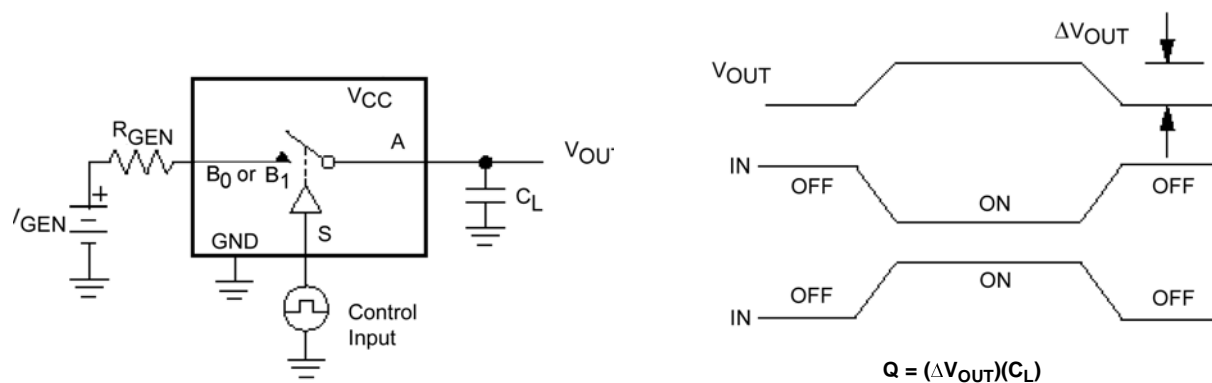 VCC
RGEN
A
VOU
B0 or B1
CL
/GEN
GND
S
Control
Input
ΔVOUT
VOUT
IN
OFF
ON
OFF
IN
OFF
ON
OFF
Q = (ΔVOUT)(CL)